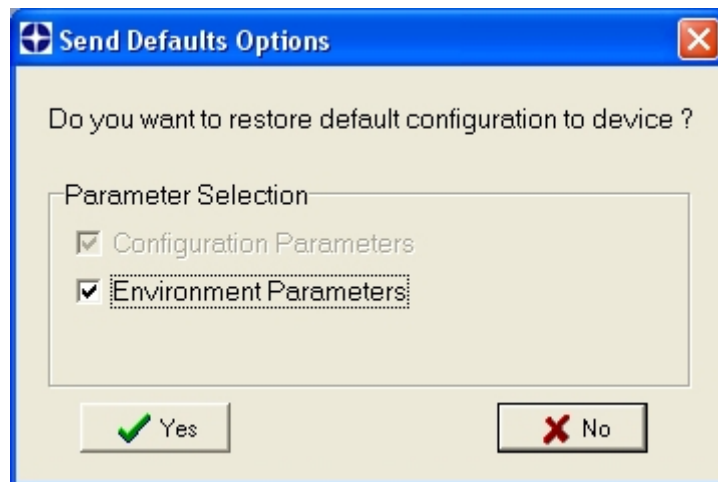 Send Defaults Options
Do you want to restore default configuration to device ?
Parameter Selection
Configuration Parameters
Environment Parameters
Yes
No